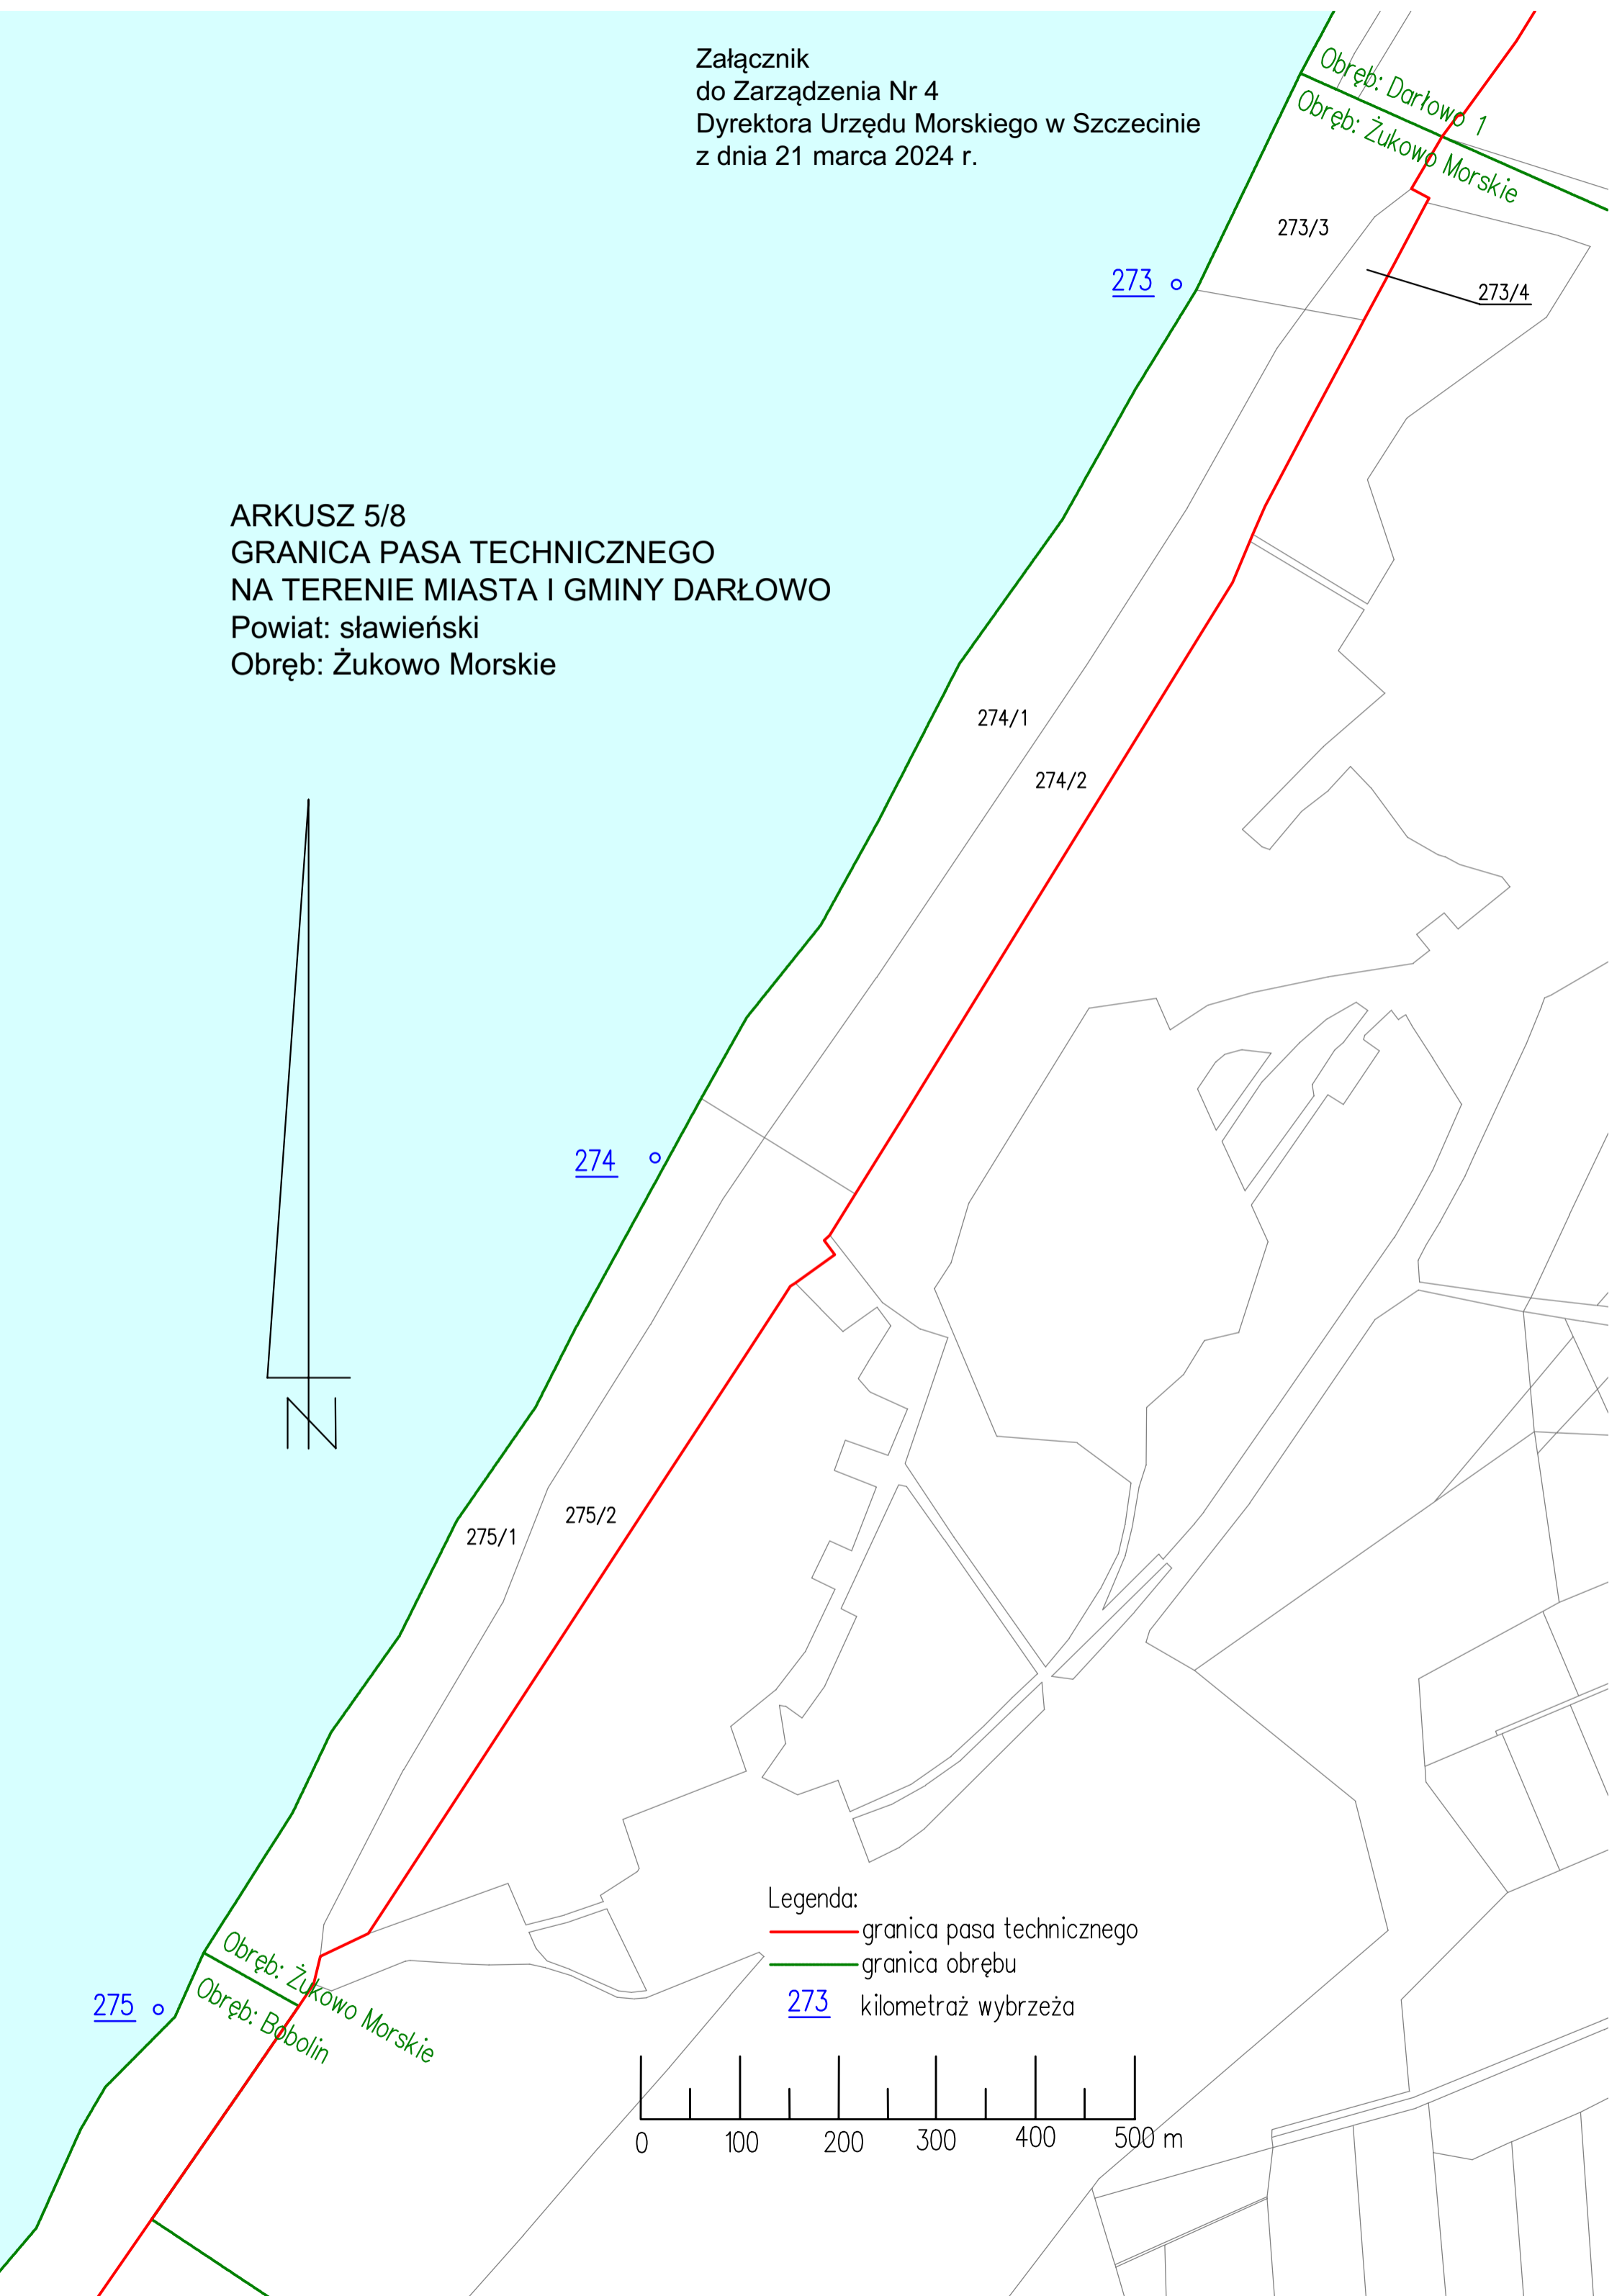 Załącznik
do Zarządzenia Nr 4
Dyrektora Urzędu Morskiego w Szczecinie
z dnia 21 marca 2024 r.
Obręb: Darłowo 1
Obręb: Żukowo Morskie
273/3
273
273/4
ARKUSZ 5/8
GRANICA PASA TECHNICZNEGO
NA TERENIE MIASTA I GMINY DARŁOWO
Powiat: sławieński
Obręb: Żukowo Morskie
274/1
274/2
274
N
275/2
275/1
Legenda:
granica pasa technicznego
granica obrębu
273 kilometraż wybrzeża
Obręb: Żukowo Morskie
Obręb: Bobolin
275
0 100 200 300 400 500 m